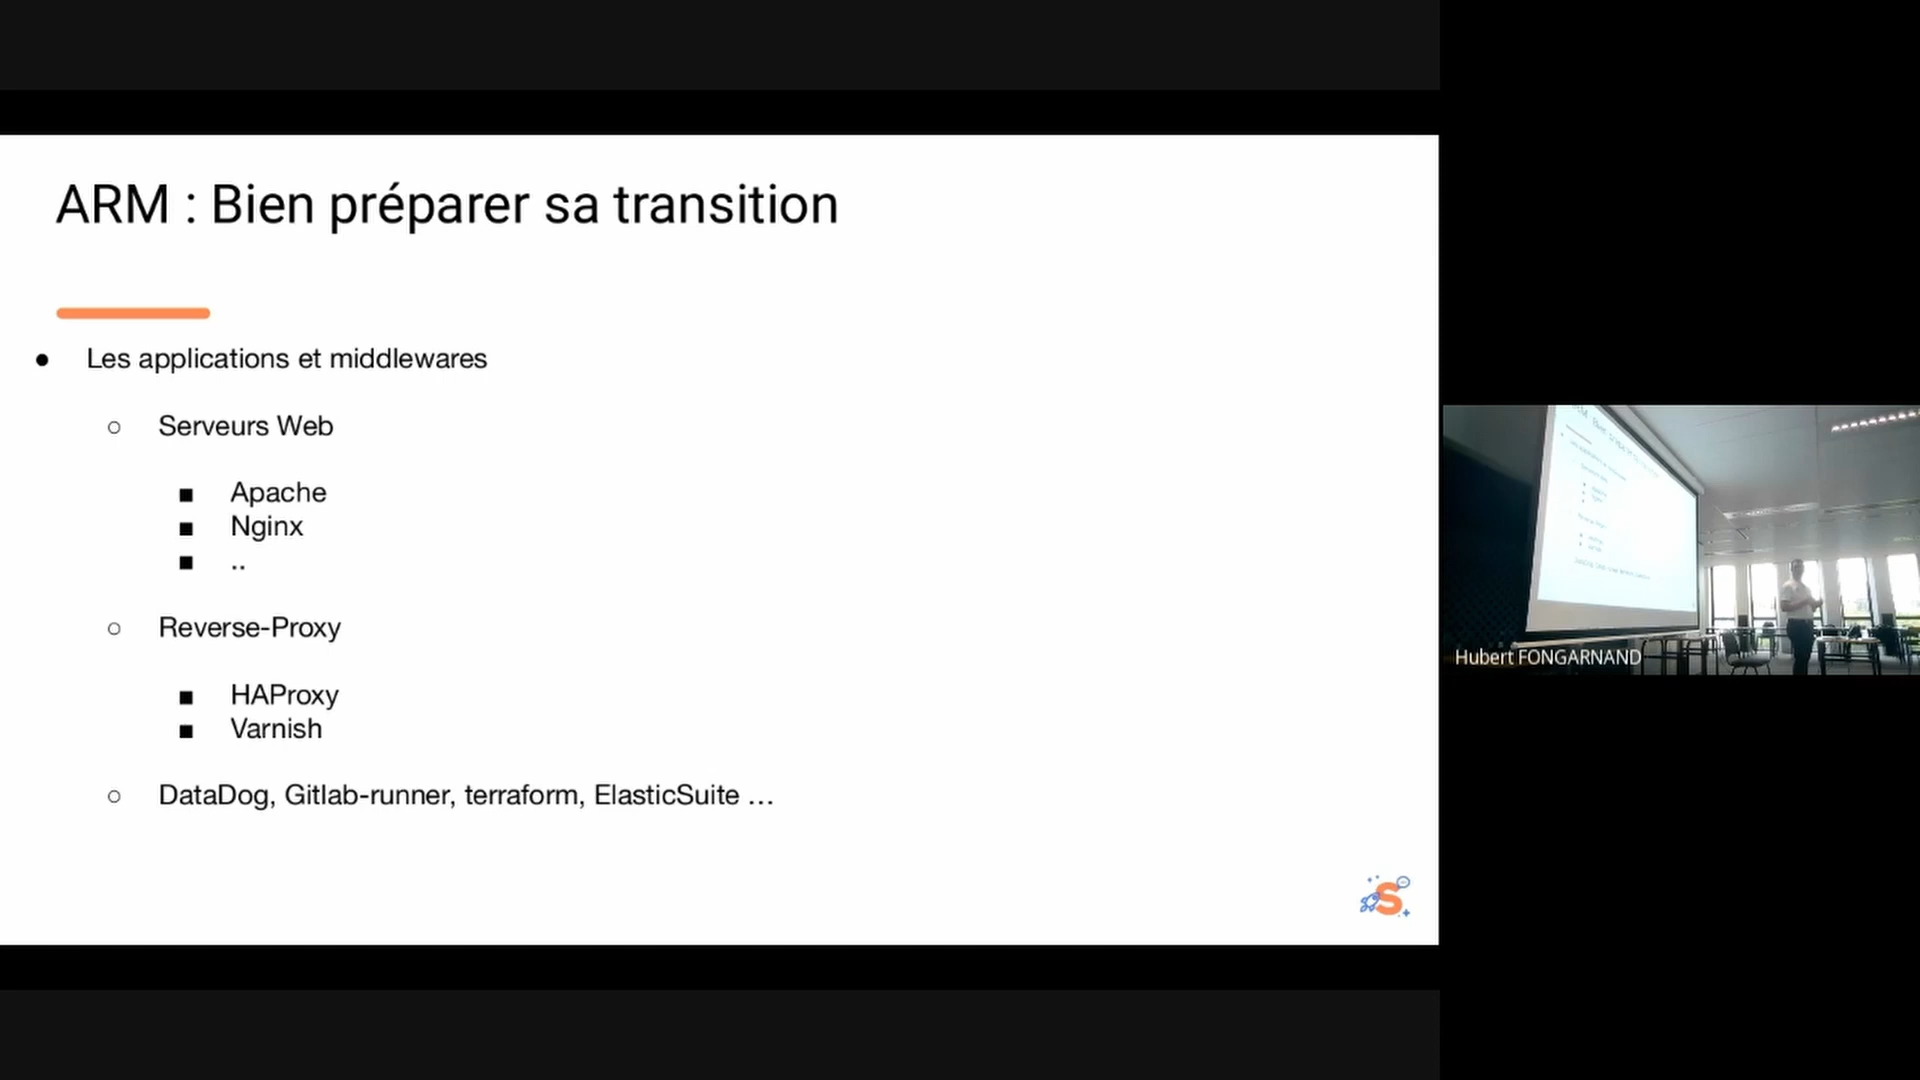 ARM : Bien préparer sa transition
● Les applications et middlewares
○ Serveurs Web
■ Apache
■ Nginx
■ ..
○ Reverse-Proxy
■ HAProxy
■ Varnish
○ DataDog, Gitlab-runner, terraform, ElasticSuite ...
S
Hubert FONGARNAND